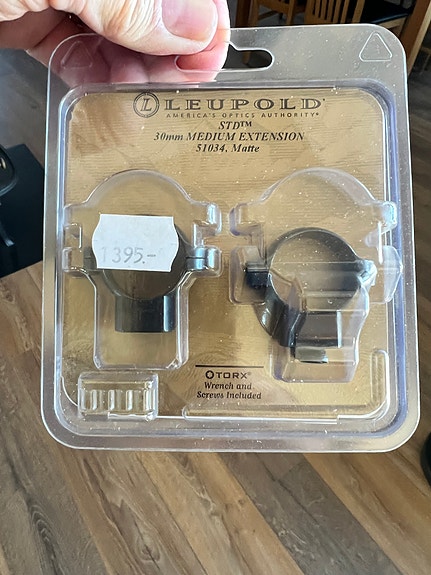 LEUPOLD®
AMERICA'S OPTICS AUTHORITY®
STD™
30mm MEDIUM EXTENSION
51034, Matte
1395.-
TORX®
Wrench and
Screws Included